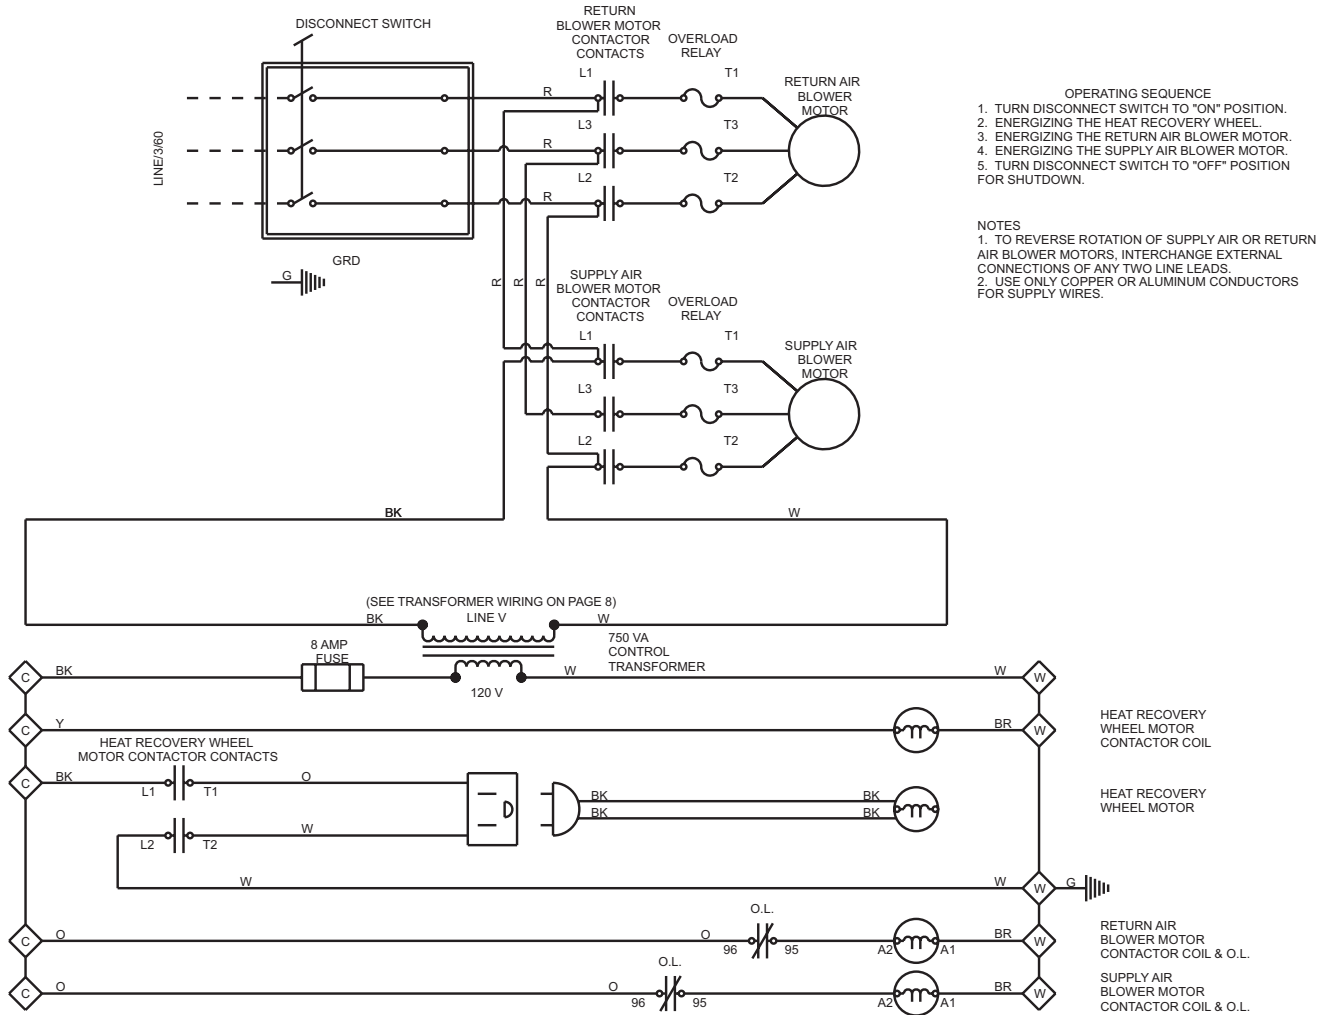 DISCONNECT SWITCH
RETURN
BLOWER MOTOR
CONTACTOR
CONTACTS
OVERLOAD
RELAY
L1
T1
RETURN AIR
BLOWER
MOTOR
R
L3
T3
R
L2
T2
R
LINE/3/60
GRD
G
OPERATING SEQUENCE
1. TURN DISCONNECT SWITCH TO "ON" POSITION.
2. ENERGIZING THE HEAT RECOVERY WHEEL.
3. ENERGIZING THE RETURN AIR BLOWER MOTOR.
4. ENERGIZING THE SUPPLY AIR BLOWER MOTOR.
5. TURN DISCONNECT SWITCH TO "OFF" POSITION
FOR SHUTDOWN.
NOTES
1. TO REVERSE ROTATION OF SUPPLY AIR OR RETURN
AIR BLOWER MOTORS, INTERCHANGE EXTERNAL
CONNECTIONS OF ANY TWO LINE LEADS.
2. USE ONLY COPPER OR ALUMINUM CONDUCTORS
FOR SUPPLY WIRES.
R
R
R
SUPPLY AIR
BLOWER MOTOR
CONTACTOR
CONTACTS
OVERLOAD
RELAY
L1
T1
SUPPLY AIR
BLOWER
MOTOR
L3
T3
L2
T2
BK
W
(SEE TRANSFORMER WIRING ON PAGE 8)
BK
LINE V
W
750 VA
CONTROL
TRANSFORMER
8 AMP
FUSE
120 V
C
BK
W
W
W
C
Y
BR
W
HEAT RECOVERY
WHEEL MOTOR
CONTACTOR COIL
HEAT RECOVERY WHEEL
MOTOR CONTACTOR CONTACTS
C
BK
L1
T1
O
BK
BK
BK
BK
HEAT RECOVERY
WHEEL MOTOR
L2
T2
W
W
W
W
G
C
O
O
O.L.
96
95
A2
A1
BR
W
RETURN AIR
BLOWER MOTOR
CONTACTOR COIL & O.L.
C
O
O
O.L.
96
95
A2
A1
BR
W
SUPPLY AIR
BLOWER MOTOR
CONTACTOR COIL & O.L.